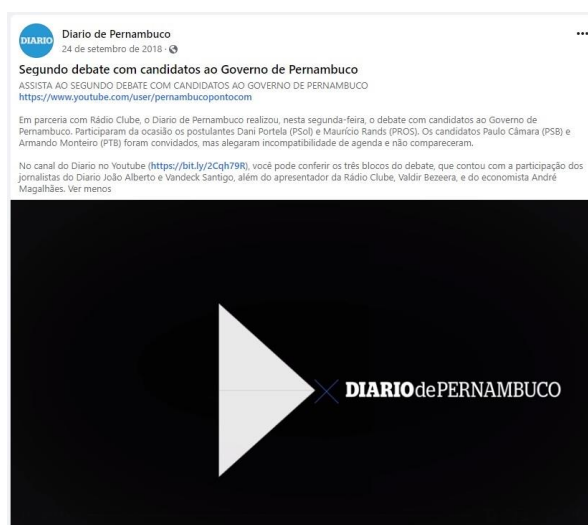 DIARIO
Diario de Pernambuco
24 de setembro de 2018 ·
Segundo debate com candidatos ao Governo de Pernambuco
ASSISTA AO SEGUNDO DEBATE COM CANDIDATOS AO GOVERNO DE PERNAMBUCO
https://www.youtube.com/user/pernambucopontocom
Em parceria com Rádio Clube, o Diario de Pernambuco realizou, nesta segunda-feira, o debate com candidatos ao Governo de
Pernambuco. Participaram da ocasião os postulantes Dani Portela (PSol) e Maurício Rands (PROS). Os candidatos Paulo Câmara (PSB) e
Armando Monteiro (PTB) foram convidados, mas alegaram incompatibilidade de agenda e não compareceram.
No canal do Diario no Youtube (https://bit.ly/2Cqh79R), você pode conferir os três blocos do debate, que contou com a participação dos
jornalistas do Diario João Alberto e Vandeck Santigo, além do apresentador da Rádio Clube, Valdir Bezeera, e do economista André
Magalhães. Ver menos
DIARIOdePERNAMBUCO